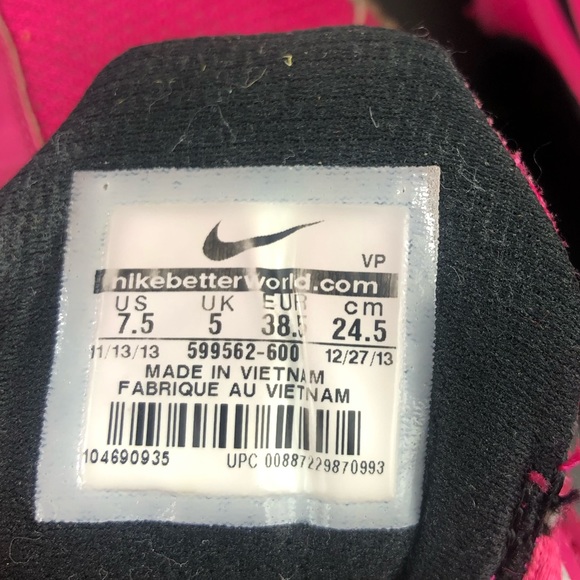 VP
nikebetterworld.com
US UK EUR cm
7.5 5 38.5 24.5
11/13/13 599562-600 12/27/13
MADE IN VIETNAM
FABRIQUE AU VIETNAM
104690935 UPC 00887229870993